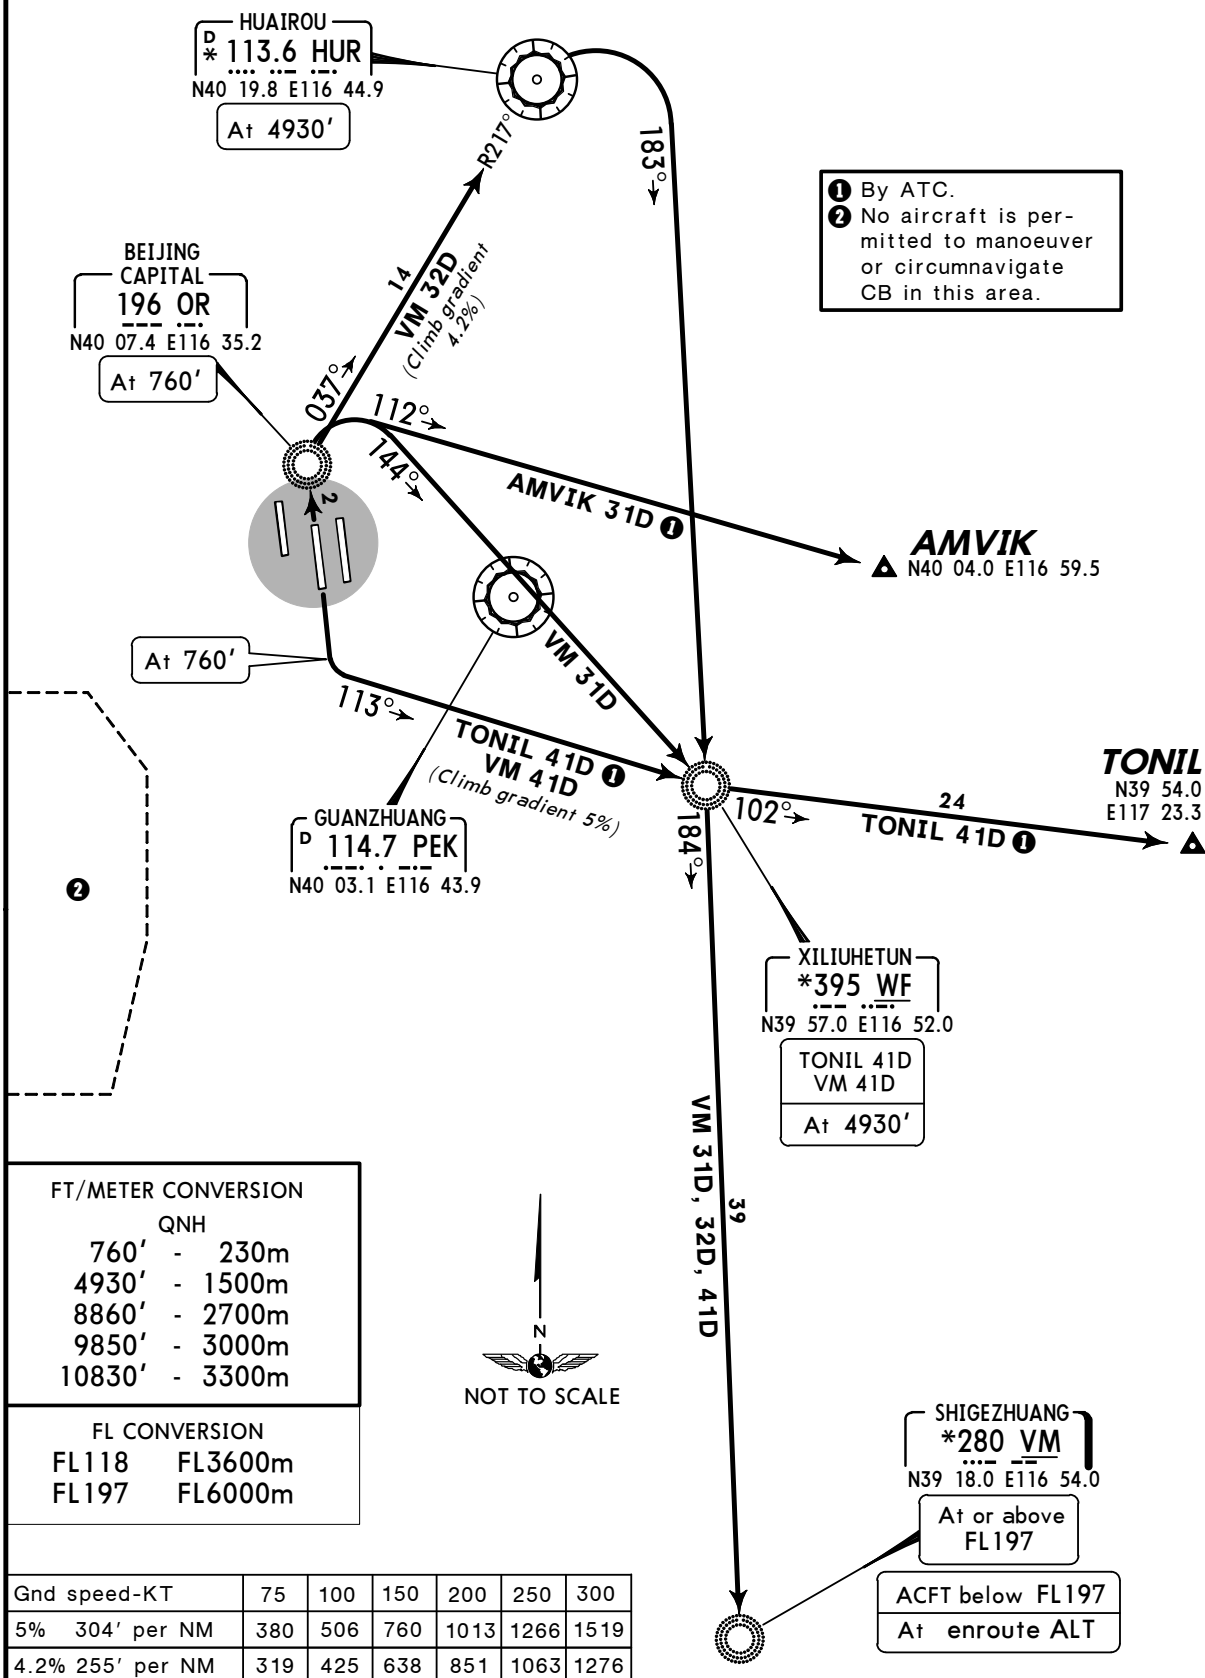 HUAIROU
D
* 113.6 HUR
N40 19.8 E116 44.9
At 4930'
R217°
183°
❶ By ATC.
❷ No aircraft is per-
mitted to manoeuver
or circumnavigate
CB in this area.
BEIJING
CAPITAL
196 OR
N40 07.4 E116 35.2
At 760'
14
VM 32D
(Climb gradient
4.2%)
037°
112°
144°
AMVIK 31D ❶
AMVIK
N40 04.0 E116 59.5
2
VM 31D
At 760'
113°
TONIL 41D ❶
VM 41D
(Climb gradient 5%)
GUANZHUANG
D 114.7 PEK
N40 03.1 E116 43.9
TONIL
N39 54.0
E117 23.3
24
102°
TONIL 41D ❶
184°
❷
XILIUHETUN
*395 WF
N39 57.0 E116 52.0
TONIL 41D
VM 41D
At 4930'
39
VM 31D, 32D, 41D
FT/METER CONVERSION
QNH
760' - 230m
4930' - 1500m
8860' - 2700m
9850' - 3000m
10830' - 3300m
FL CONVERSION
FL118 FL3600m
FL197 FL6000m
N
NOT TO SCALE
SHIGEZHUANG
*280 VM
N39 18.0 E116 54.0
At or above
FL197
ACFT below FL197
At enroute ALT
Gnd speed-KT 75 100 150 200 250 300
5% 304' per NM 380 506 760 1013 1266 1519
4.2% 255' per NM 319 425 638 851 1063 1276